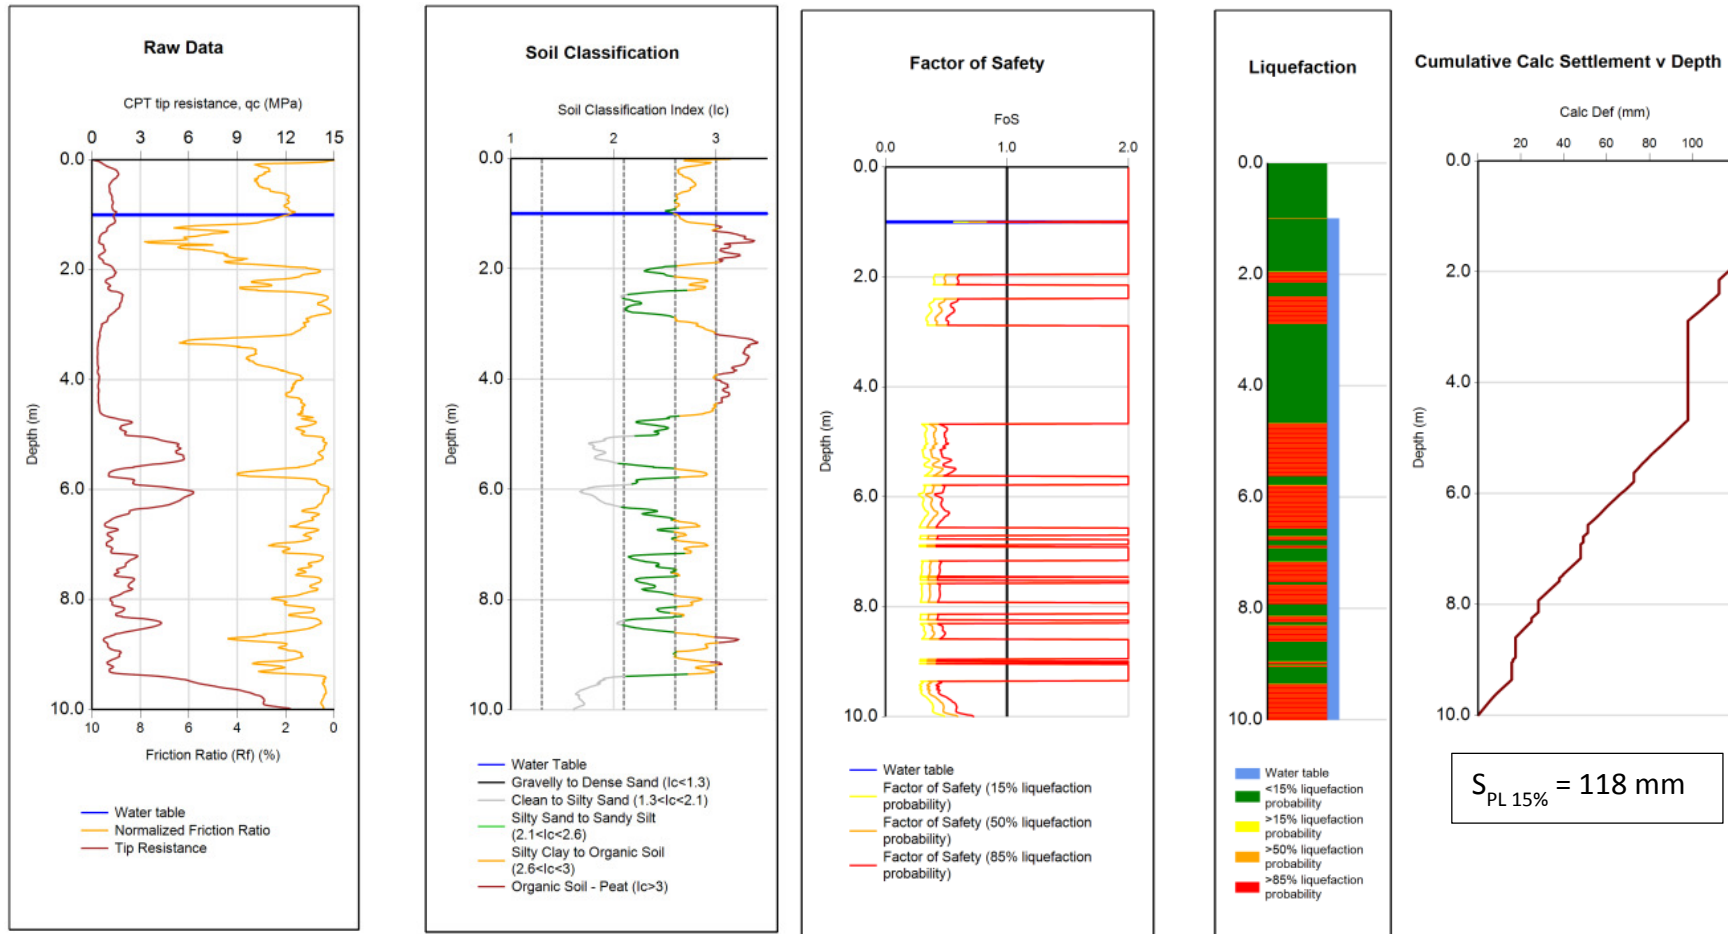 Raw Data
CPT tip resistance, qc (MPa)
0 3 6 9 12 15
0.0
2.0
4.0
6.0
8.0
10.0
Depth (m)
10 8 6 4 2 0
Friction Ratio (Rf) (%)
Water table
Normalized Friction Ratio
Tip Resistance
Soil Classification
Soil Classification Index (Ic)
1 2 3
0.0
2.0
4.0
6.0
8.0
10.0
Depth (m)
Water Table
Gravelly to Dense Sand (Ic<1.3)
Clean to Silty Sand (1.3<Ic<2.1)
Silty Sand to Sandy Silt
(2.1<Ic<2.6)
Silty Clay to Organic Soil
(2.6<Ic<3)
Organic Soil - Peat (Ic>3)
Factor of Safety
FoS
0.0 1.0 2.0
0.0
2.0
4.0
6.0
8.0
10.0
Depth (m)
Water table
Factor of Safety (15% liquefaction
probability)
Factor of Safety (50% liquefaction
probability)
Factor of Safety (85% liquefaction
probability)
Liquefaction
0.0
2.0
4.0
6.0
8.0
10.0
Water table
<15% liquefaction
probability
>15% liquefaction
probability
>50% liquefaction
probability
>85% liquefaction
probability
Cumulative Calc Settlement v Depth
Calc Def (mm)
20 40 60 80 100
0.0
2.0
4.0
6.0
8.0
10.0
Depth (m)
S PL 15% = 118 mm